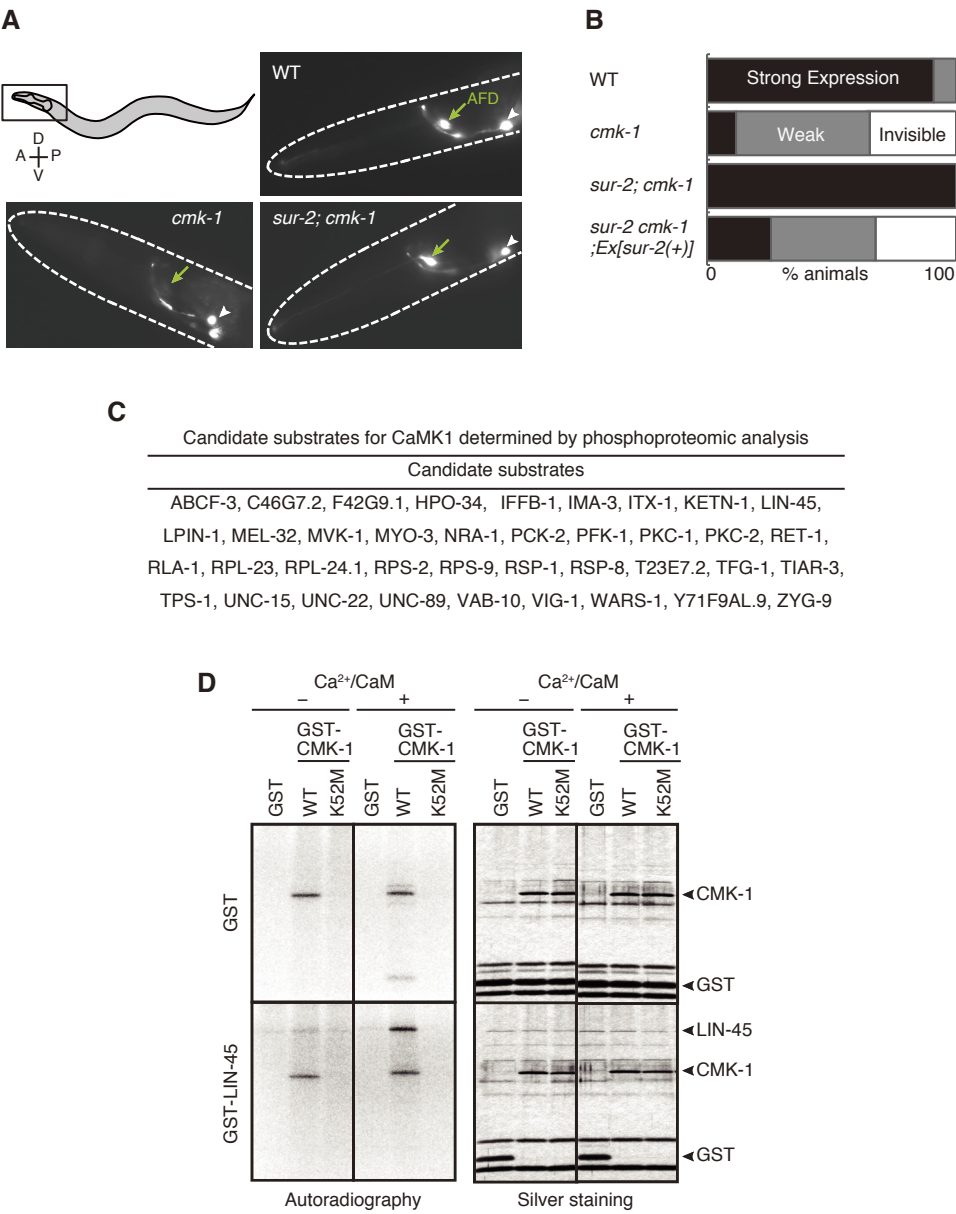 A
D
A
P
V
WT
AFD
cmk-1
sur-2; cmk-1
B
WT
Strong Expression
cmk-1
Weak
Invisible
sur-2; cmk-1
sur-2 cmk-1
;Ex[sur-2(+)]
0
% animals
100
C
Candidate substrates for CaMK1 determined by phosphoproteomic analysis
Candidate substrates
ABCF-3, C46G7.2, F42G9.1, HPO-34, IFFB-1, IMA-3, ITX-1, KETN-1, LIN-45,
LPIN-1, MEL-32, MVK-1, MYO-3, NRA-1, PCK-2, PFK-1, PKC-1, PKC-2, RET-1,
RLA-1, RPL-23, RPL-24.1, RPS-2, RPS-9, RSP-1, RSP-8, T23E7.2, TFG-1, TIAR-3,
TPS-1, UNC-15, UNC-22, UNC-89, VAB-10, VIG-1, WARS-1, Y71F9AL.9, ZYG-9
D
Ca²⁺/CaM
– +
GST-
CMK-1
GST-
CMK-1
GST WT K52M GST WT K52M
Ca²⁺/CaM
– +
GST-
CMK-1
GST-
CMK-1
GST WT K52M GST WT K52M
GST
CMK-1
GST
GST-LIN-45
LIN-45
CMK-1
GST
Autoradiography
Silver staining